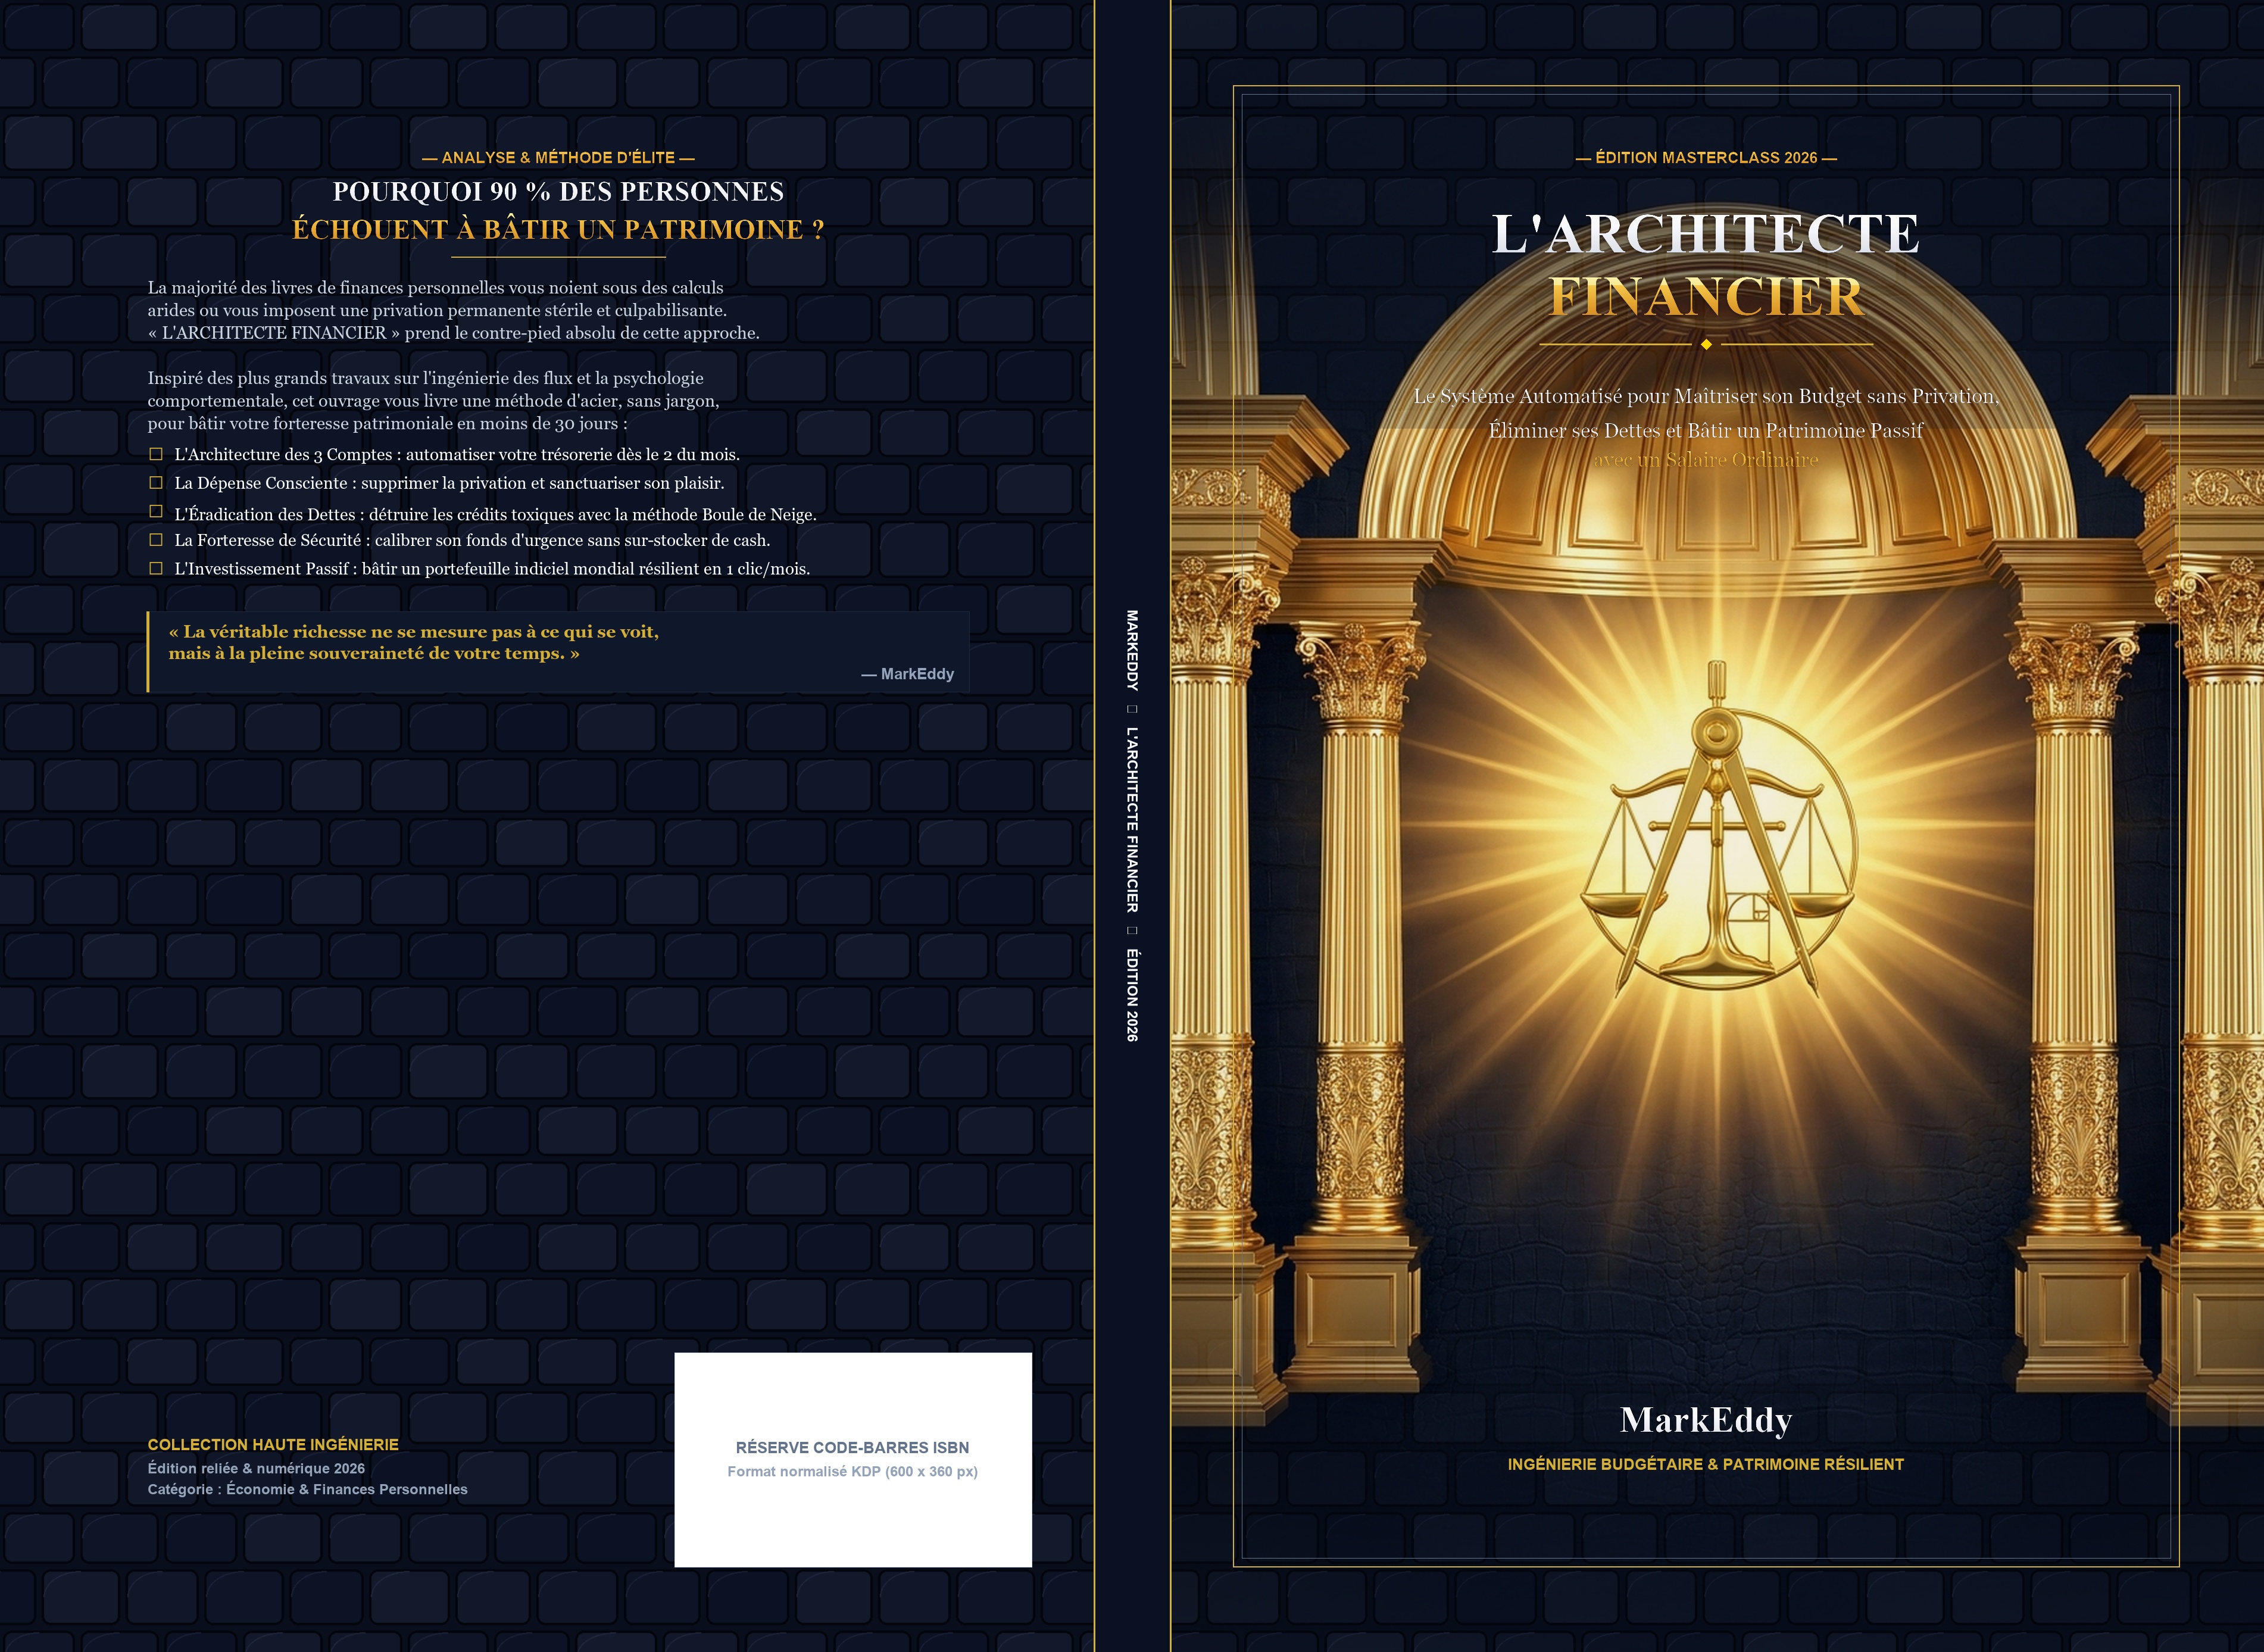 — ANALYSE & MÉTHODE D'ÉLITE —
POURQUOI 90 % DES PERSONNES
ÉCHOUENT À BÂTIR UN PATRIMOINE ?
La majorité des livres de finances personnelles vous noient sous des calculs
arides ou vous imposent une privation permanente stérile et culpabilisante.
« L'ARCHITECTE FINANCIER » prend le contre-pied absolu de cette approche.
Inspiré des plus grands travaux sur l'ingénierie des flux et la psychologie
comportementale, cet ouvrage vous livre une méthode d'acier, sans jargon,
pour bâtir votre forteresse patrimoniale en moins de 30 jours :
☐ L'Architecture des 3 Comptes : automatiser votre trésorerie dès le 2 du mois.
☐ La Dépense Consciente : supprimer la privation et sanctuariser son plaisir.
☐ L'Éradication des Dettes : détruire les crédits toxiques avec la méthode Boule de Neige.
☐ La Forteresse de Sécurité : calibrer son fonds d'urgence sans sur-stocker de cash.
☐ L'Investissement Passif : bâtir un portefeuille indiciel mondial résilient en 1 clic/mois.
« La véritable richesse ne se mesure pas à ce qui se voit,
mais à la pleine souveraineté de votre temps. »
— MarkEddy
COLLECTION HAUTE INGÉNIERIE
Édition reliée & numérique 2026
Catégorie : Économie & Finances Personnelles
RÉSERVE CODE-BARRES ISBN
Format normalisé KDP (600 x 360 px)
MARKEDDY □ L'ARCHITECTE FINANCIER □ ÉDITION 2026
— ÉDITION MASTERCLASS 2026 —
L'ARCHITECTE
FINANCIER
Le Système Automatisé pour Maîtriser son Budget sans Privation,
Éliminer ses Dettes et Bâtir un Patrimoine Passif
avec un Salaire Ordinaire
MarkEddy
INGÉNIERIE BUDGÉTAIRE & PATRIMOINE RÉSILIENT